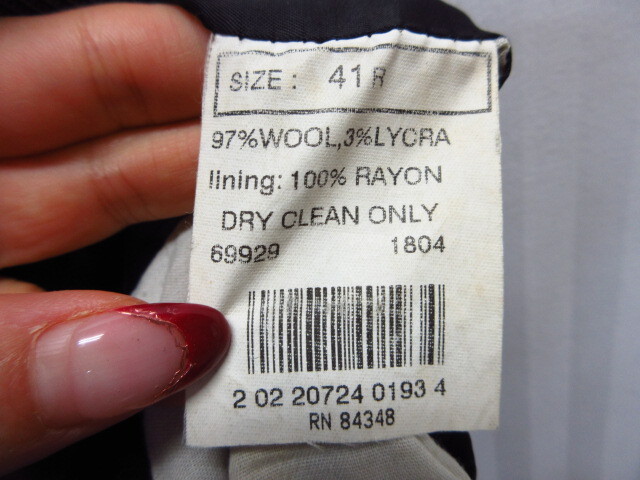 SIZE: 41 R
97%WOOL,3%LYCRA
lining: 100% RAYON
DRY CLEAN ONLY
69929 1804
2 02 20724 0193 4
RN 84348